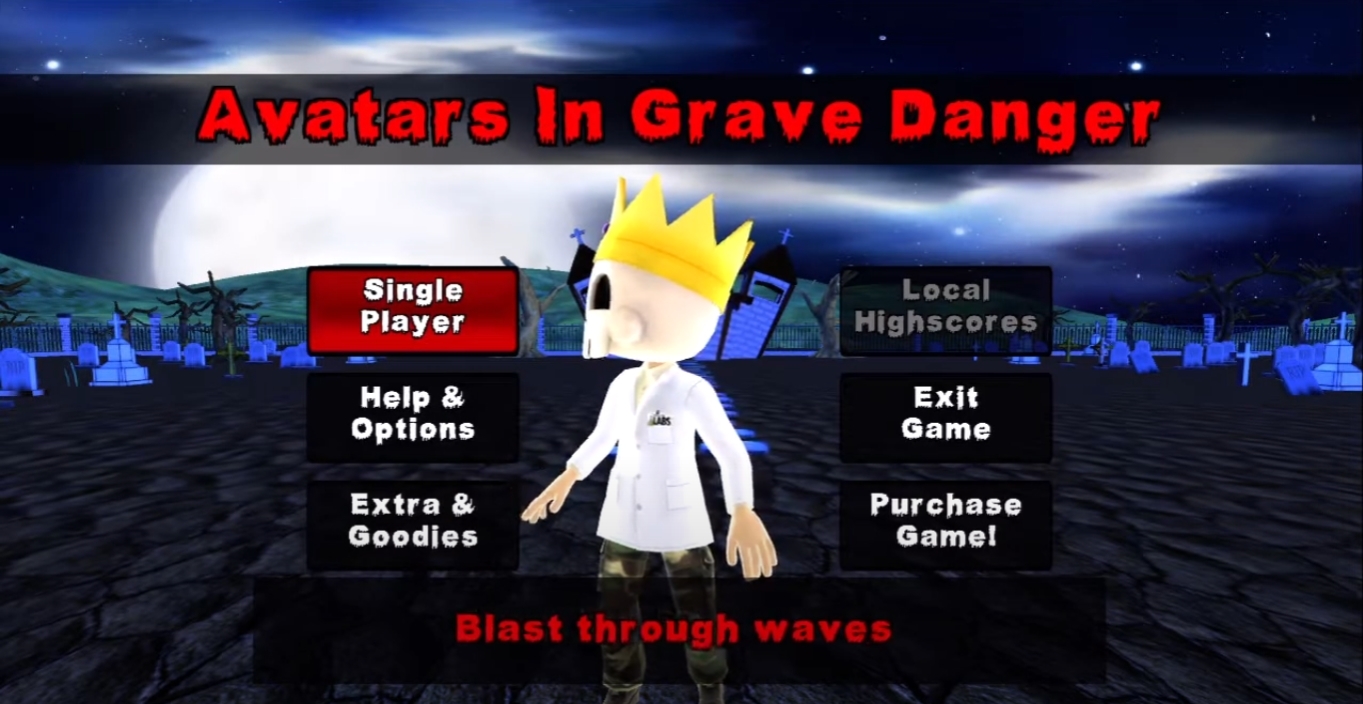 Avatars In Grave Danger
Single
Player
Help &
Options
Extra &
Goodies
Local
Highscores
Exit
Game
Purchase
Game!
LABS
Blast through waves